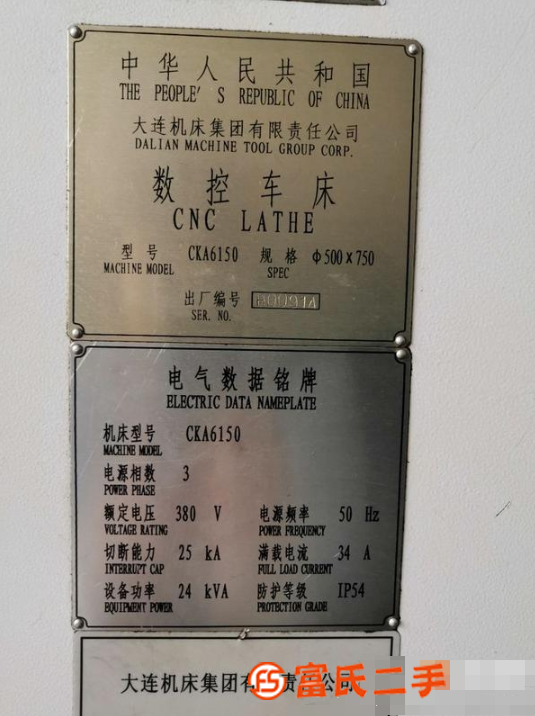 中华人民共和国
THE PEOPLE'S REPUBLIC OF CHINA
大连机床集团有限责任公司
DALIAN MACHINE TOOL GROUP CORP.
数控车床
CNC LATHE
型号 CKA6150 规格 Φ500×750
MACHINE MODEL SPEC
出厂编号
SER. NO.
电气数据铭牌
ELECTRIC DATA NAMEPLATE
机床型号 CKA6150
MACHINE MODEL
电源相数 3
POWER PHASE
额定电压 380 V 电源频率 50 Hz
VOLTAGE RATING POWER FREQUENCY
切断能力 25 kA 满载电流 34 A
INTERRUPT CAP FULL LOAD CURRENT
设备功率 24 kVA 防护等级 IP54
EQUIPMENT POWER PROTECTION GRADE
大连机床集团有限责任公司
富氏二手